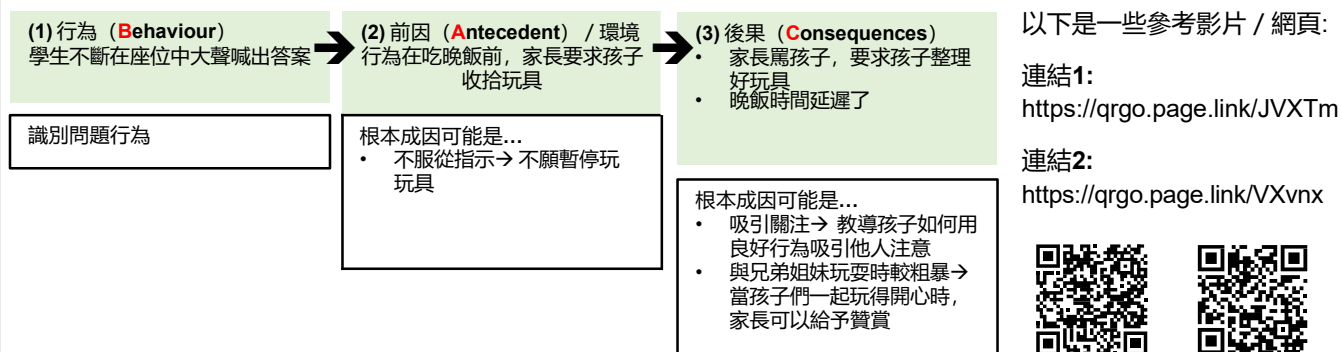 (1) 行為（Behaviour）
學生不斷在座位中大聲喊出答案
識別問題行為
(2) 前因（Antecedent）/ 環境
行為在吃晚飯前，家長要求孩子
收拾玩具
根本成因可能是...
• 不服從指示→ 不願暫停玩
玩具
(3) 後果（Consequences）
• 家長罵孩子，要求孩子整理
好玩具
• 晚飯時間延遲了
根本成因可能是...
• 吸引關注→ 教導孩子如何用
良好行為吸引他人注意
• 與兄弟姐妹玩耍時較粗暴→
當孩子們一起玩得開心時，
家長可以給予贊賞
以下是一些參考影片 / 網頁:
連結1:
https://qrgo.page.link/JVXTm
連結2:
https://qrgo.page.link/VXvnx